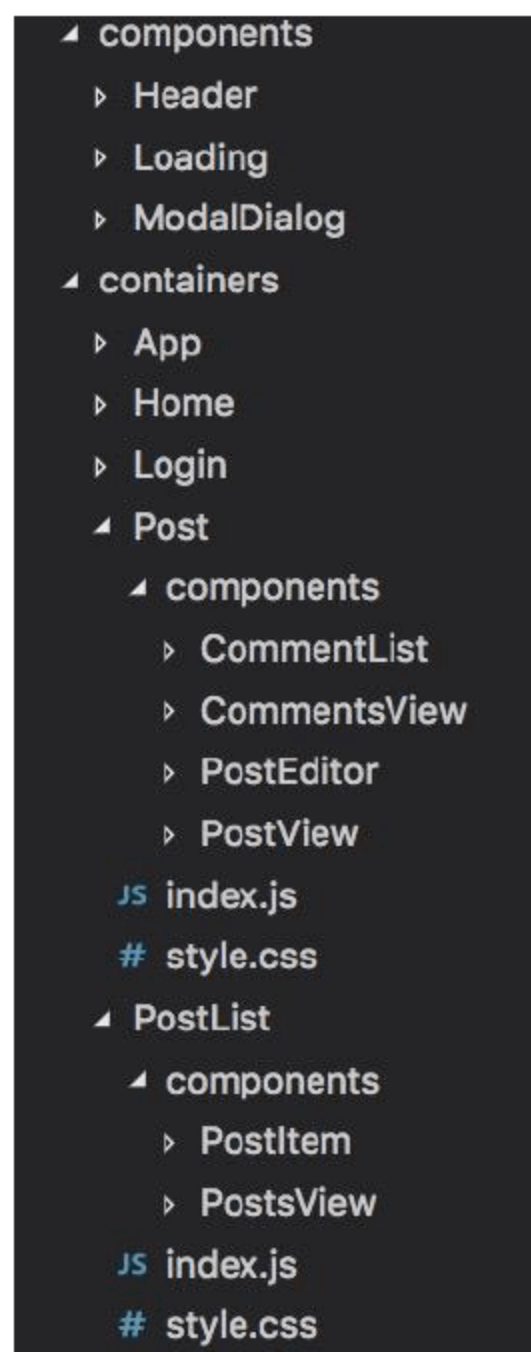 components
Header
Loading
ModalDialog
containers
App
Home
Login
Post
components
CommentList
CommentsView
PostEditor
PostView
JS index.js
# style.css
PostList
components
PostItem
PostsView
JS index.js
# style.css